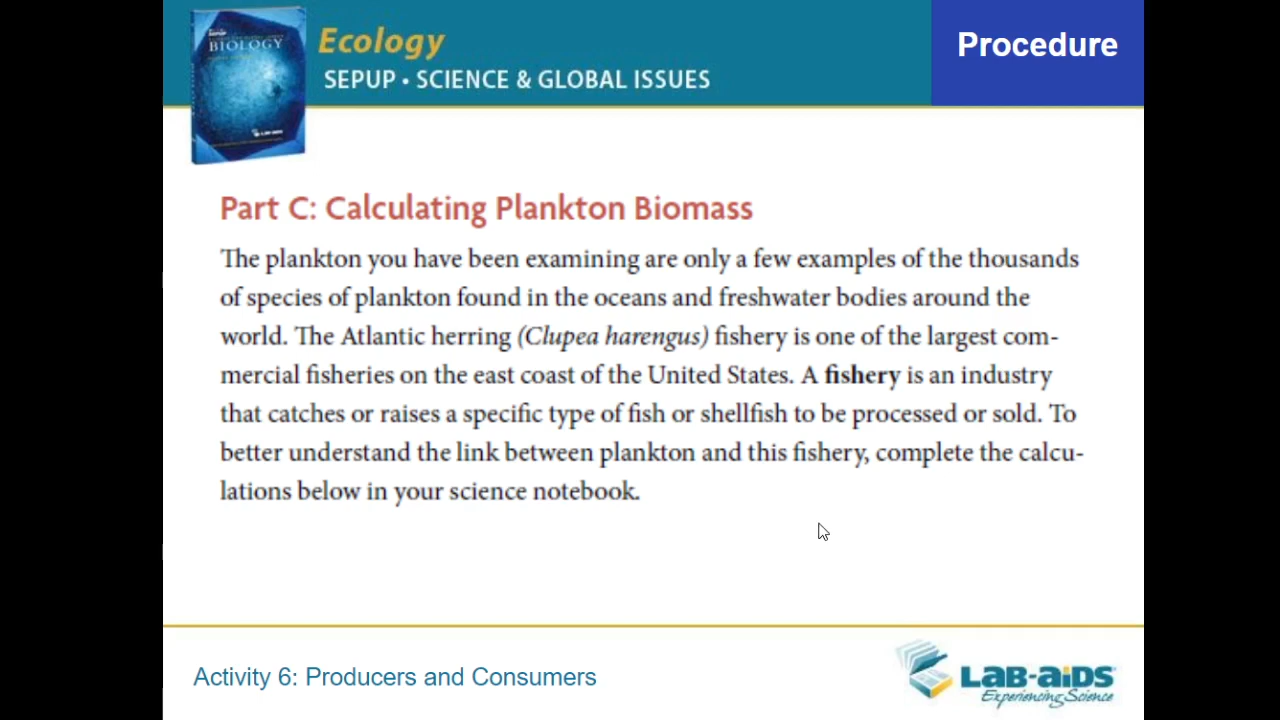 BIOLOGY
LAB-AIDS
Ecology
SEPUP • SCIENCE & GLOBAL ISSUES
Procedure
Part C: Calculating Plankton Biomass
The plankton you have been examining are only a few examples of the thousands
of species of plankton found in the oceans and freshwater bodies around the
world. The Atlantic herring (Clupea harengus) fishery is one of the largest com-
mercial fisheries on the east coast of the United States. A fishery is an industry
that catches or raises a specific type of fish or shellfish to be processed or sold. To
better understand the link between plankton and this fishery, complete the calcu-
lations below in your science notebook.
Activity 6: Producers and Consumers
LAB-AIDS
Experiencing Science